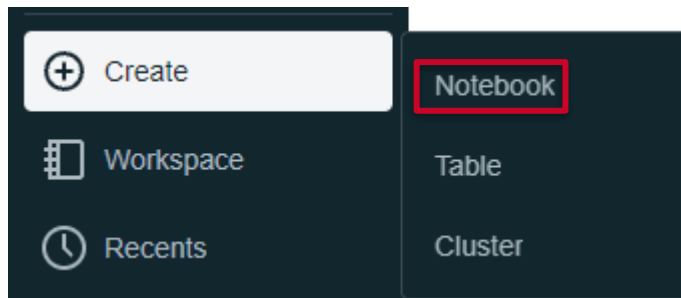 Create
Workspace
Recents
Notebook
Table
Cluster